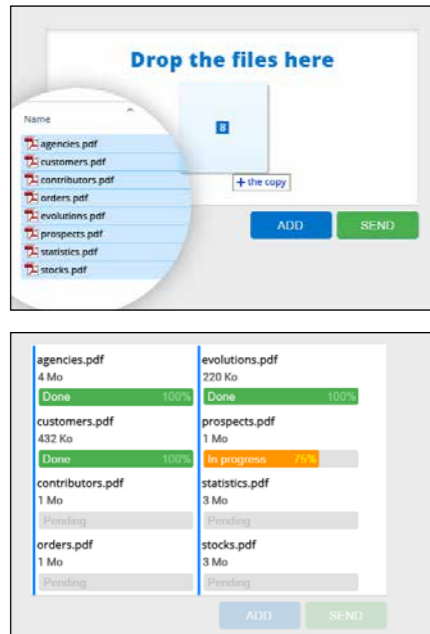 Drop the files here
Name
agencies.pdf
customers.pdf
contributors.pdf
orders.pdf
evolutions.pdf
prospects.pdf
statistics.pdf
stocks.pdf
8
+ the copy
ADD
SEND
agencies.pdf
4 Mo
Done 100%
customers.pdf
432 Ko
Done 100%
contributors.pdf
1 Mo
Pending
orders.pdf
1 Mo
Pending
evolutions.pdf
220 Ko
Done 100%
prospects.pdf
1 Mo
In progress 75%
statistics.pdf
3 Mo
Pending
stocks.pdf
3 Mo
Pending
ADD
SEND